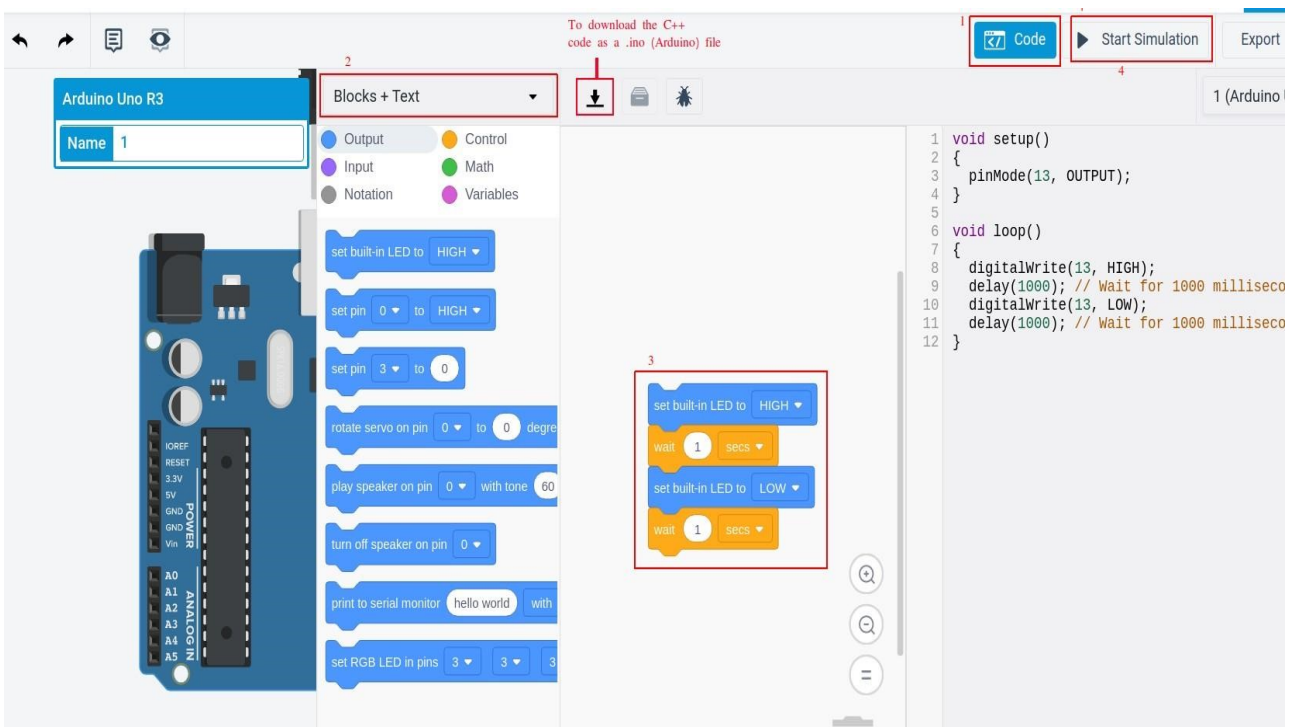 To download the C++
code as a .ino (Arduino) file
1
Code
Start Simulation
Export
4
2
Arduino Uno R3
Name 1
Blocks + Text
1 (Arduino
Output
Control
Input
Math
Notation
Variables
set built-in LED to HIGH
set pin 0 to HIGH
set pin 3 to 0
rotate servo on pin 0 to 0 degre
play speaker on pin 0 with tone 60
turn off speaker on pin 0
print to serial monitor hello world with
set RGB LED in pins 3 3 3
3
set built-in LED to HIGH
wait 1 secs
set built-in LED to LOW
wait 1 secs
1 void setup()
2 {
3 pinMode(13, OUTPUT);
4 }
5
6 void loop()
7 {
8 digitalWrite(13, HIGH);
9 delay(1000); // Wait for 1000 milliseco
10 digitalWrite(13, LOW);
11 delay(1000); // Wait for 1000 milliseco
12 }
IOREF
RESET
3.3V
5V
GND
GND
Vin
POWER
A0
A1
A2
A3
A4
A5
ANALOG IN